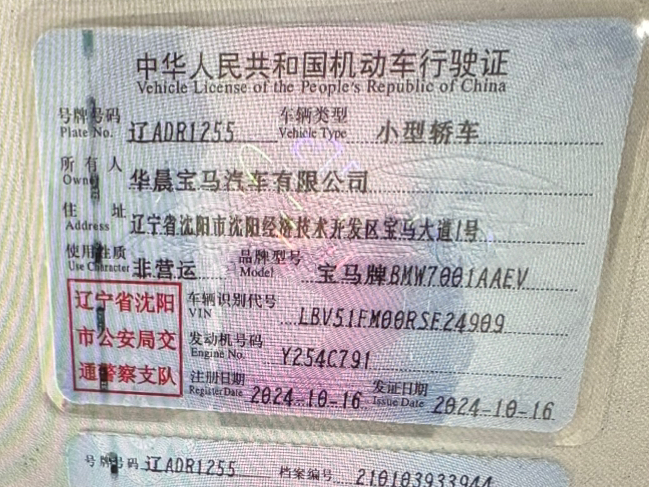 中华人民共和国机动车行驶证
Vehicle License of the People's Republic of China
号牌号码 辽ADR1255 车辆类型 小型轿车
Plate No. Vehicle Type
所有人 华晨宝马汽车有限公司
Owner
住址 辽宁省沈阳市沈阳经济技术开发区宝马大道1号
Address
使用性质 非营运 品牌型号 宝马牌BMW7001AAEV
Use Character Model
辽宁省沈阳
市公安局交
通警察支队
车辆识别代号 LBV51FM00RSE24909
VIN
发动机号码 Y254C791
Engine No.
注册日期 2024-10-16 发证日期 2024-10-16
Register Date Issue Date
号牌号码 辽ADR1255 档案编号 210103933944